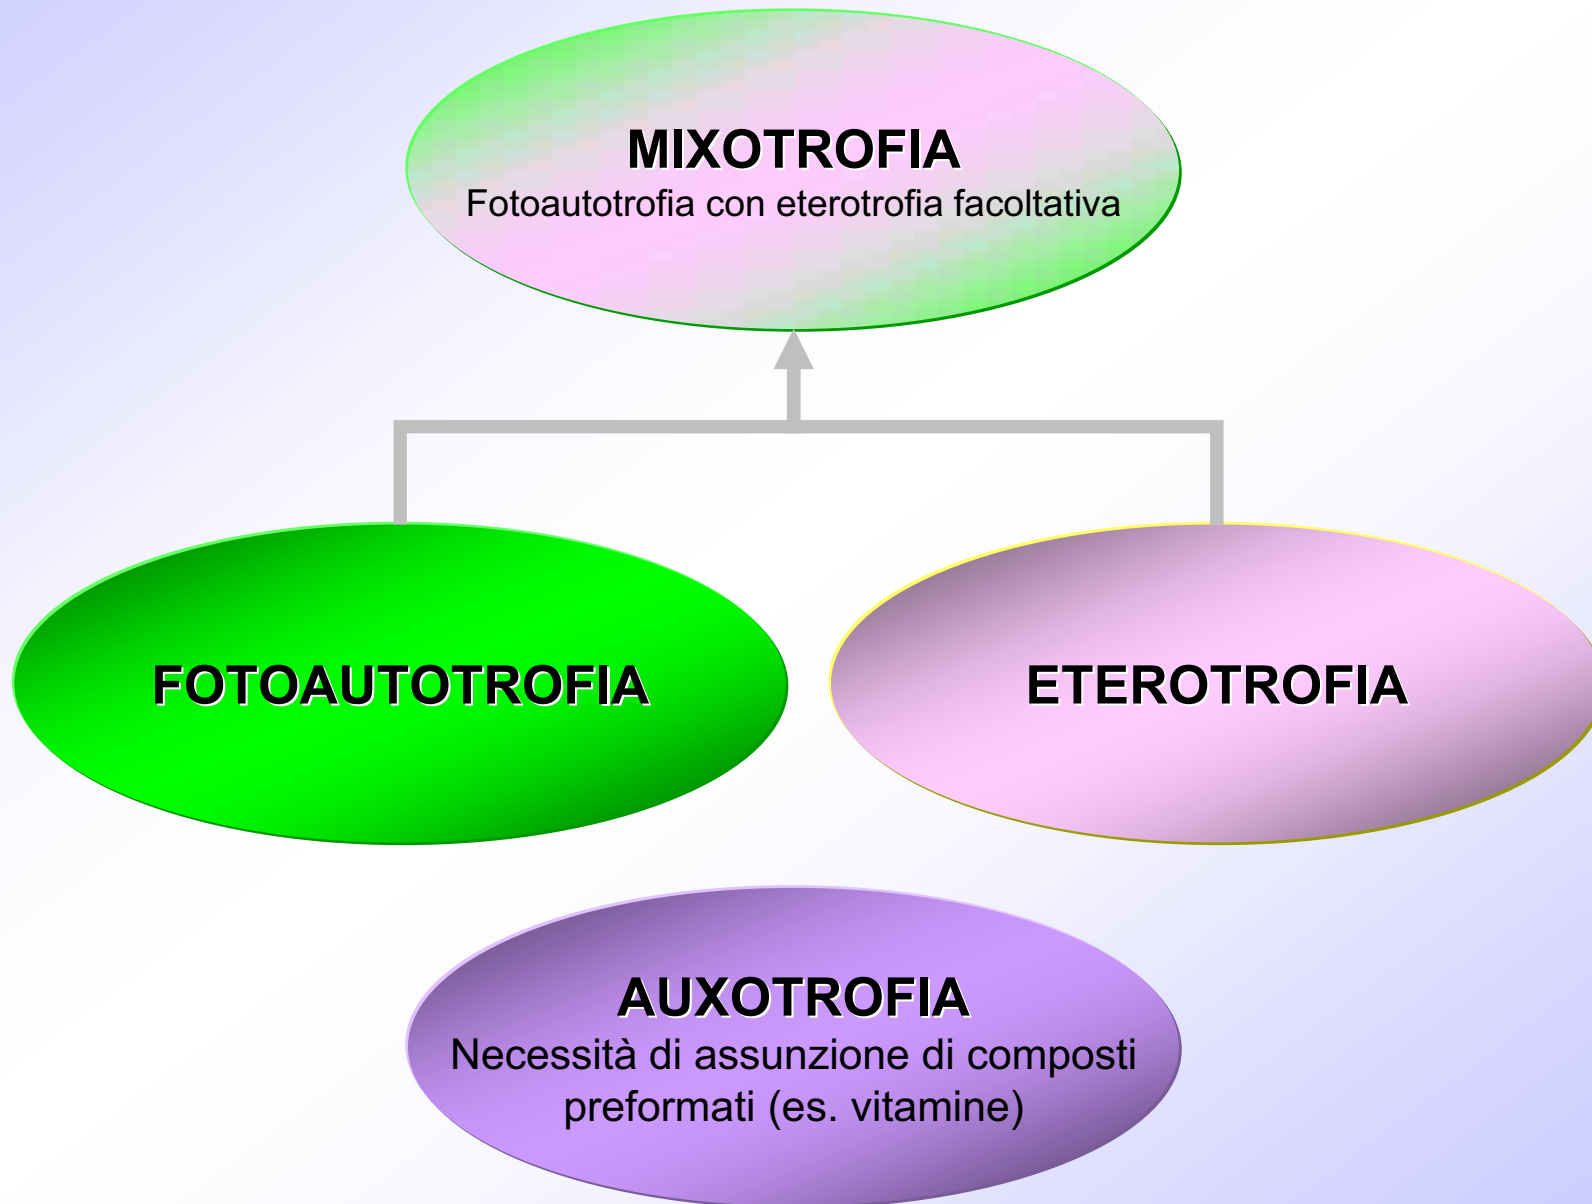 MIXOTROFIA
Fotoautotrofia con eterotrofia facoltativa
FOTOAUTOTROFIA
ETEROTROFIA
AUXOTROFIA
Necessità di assunzione di composti
preformati (es. vitamine)